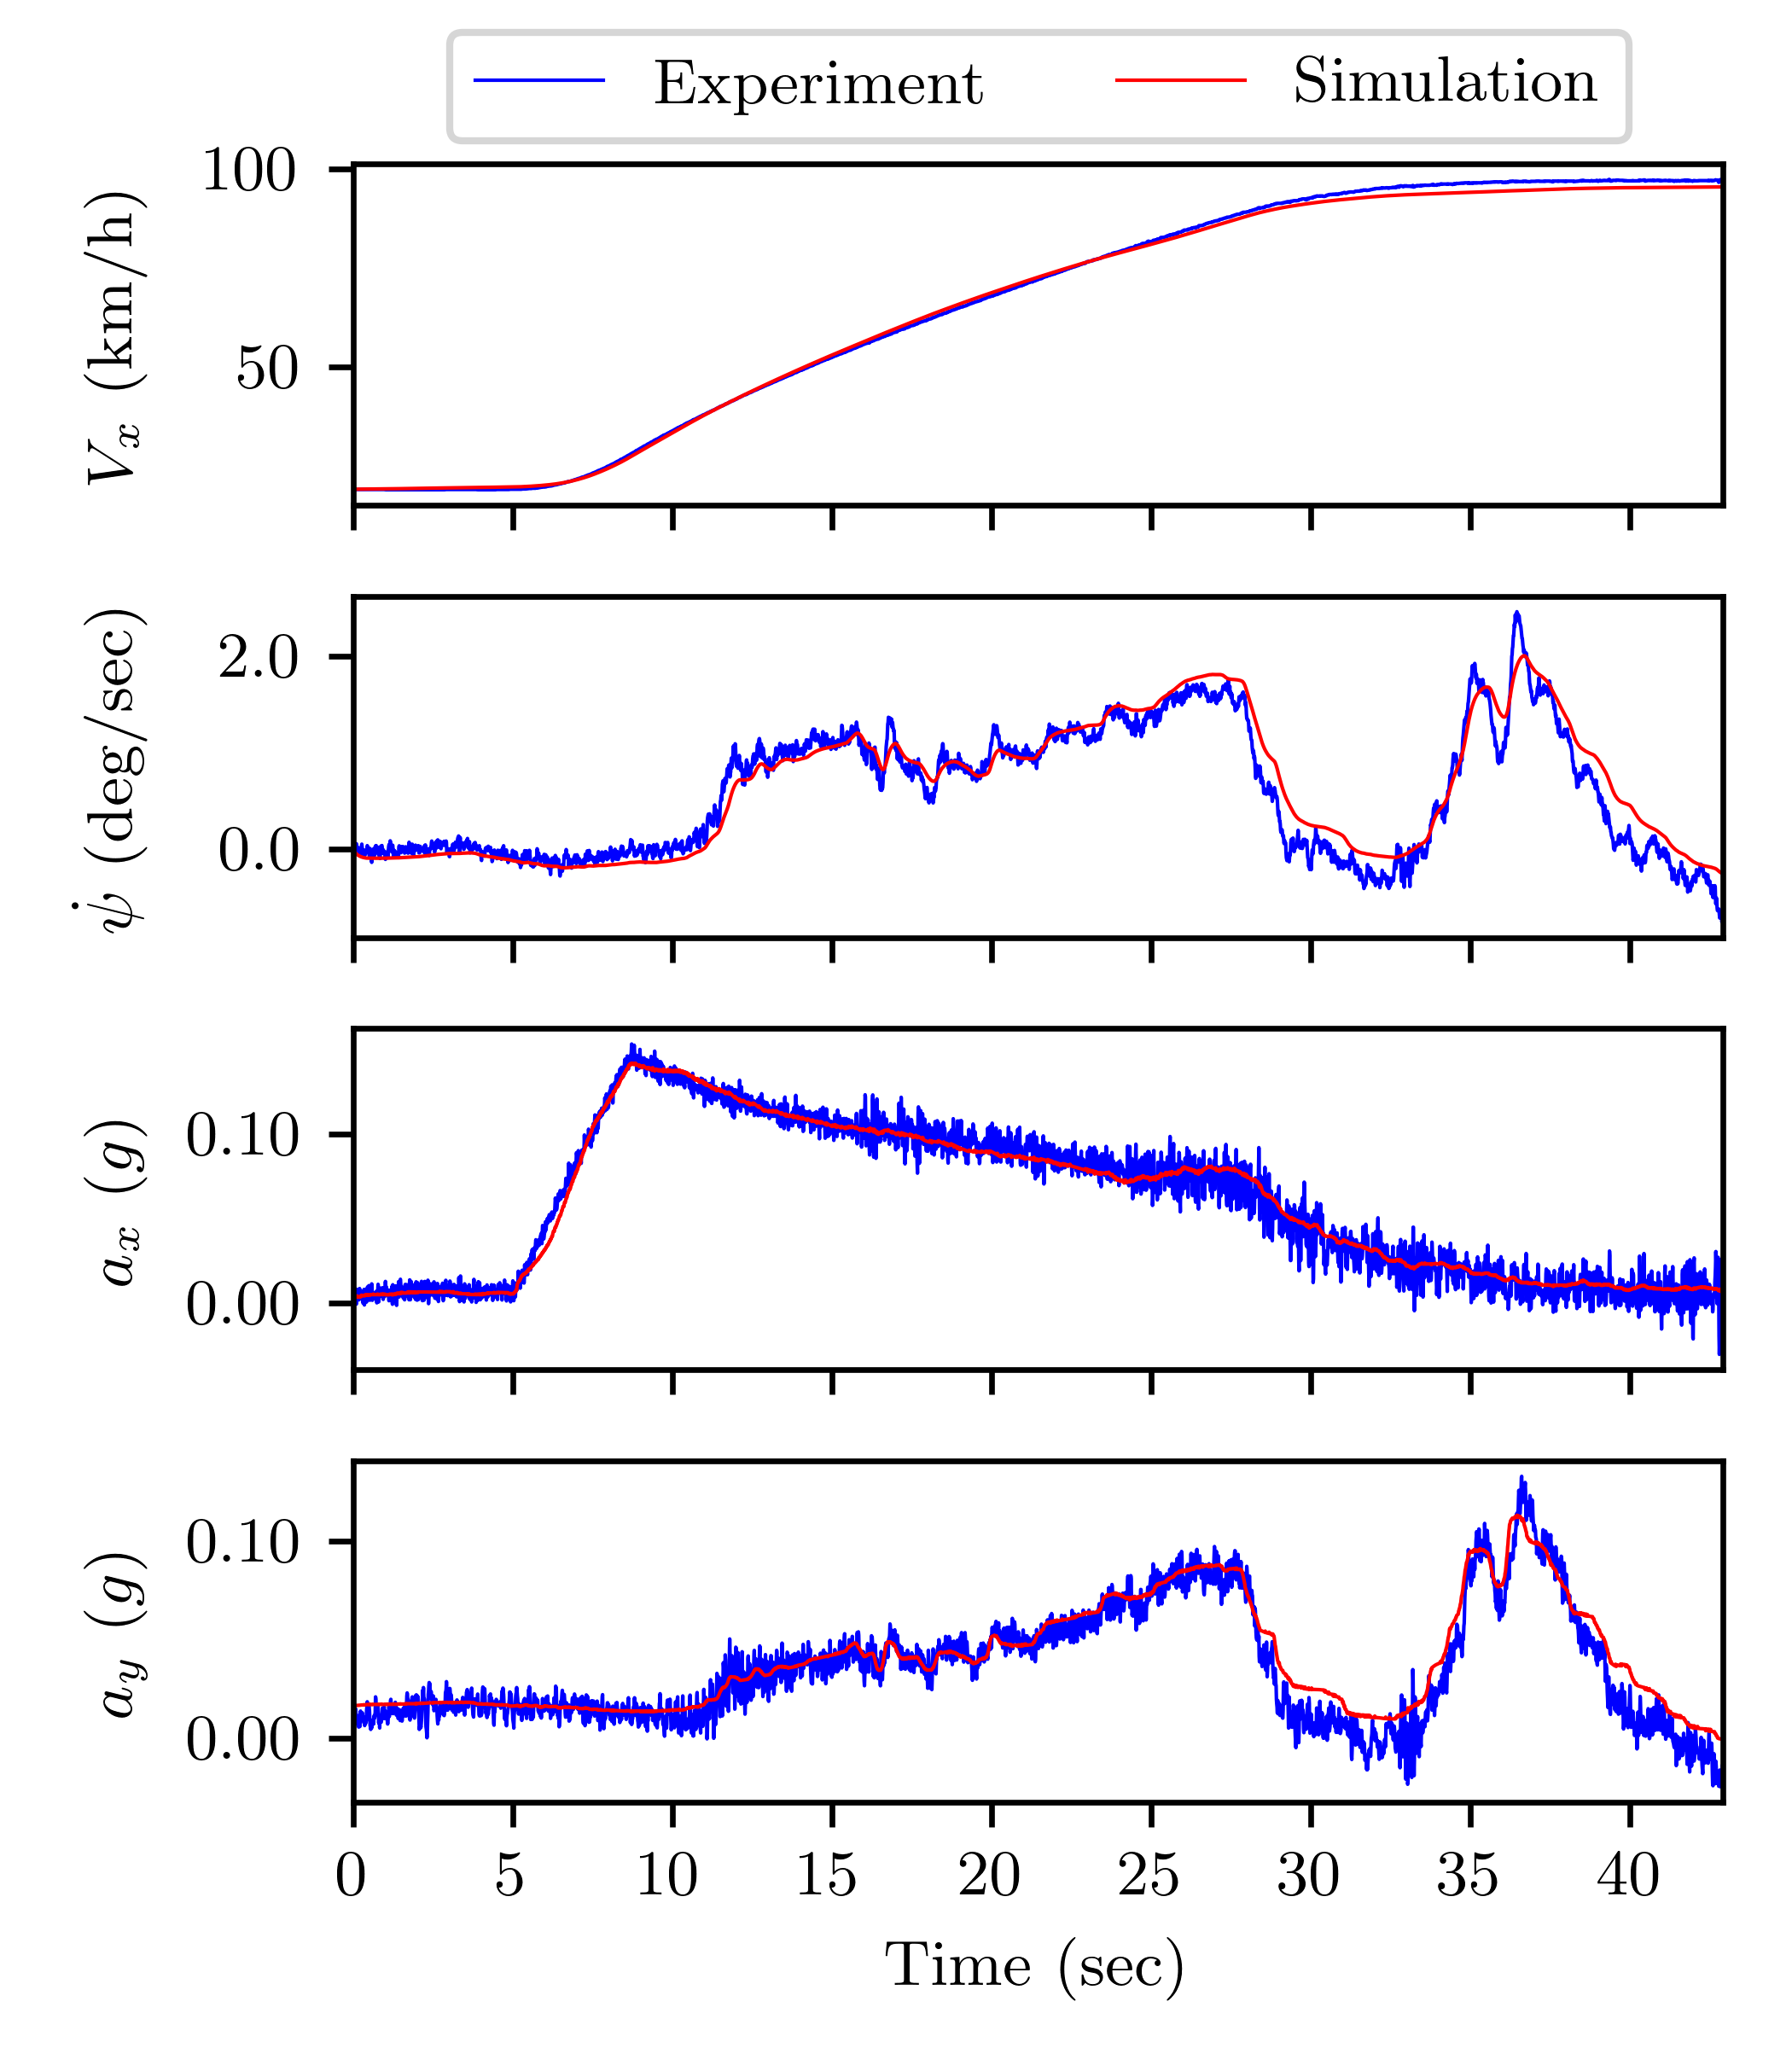 Experiment Simulation
100
50
V_x (km/h)
2.0
0.0
ψ̇ (deg/sec)
0.10
0.00
a_x (g)
0.10
0.00
a_y (g)
0 5 10 15 20 25 30 35 40
Time (sec)